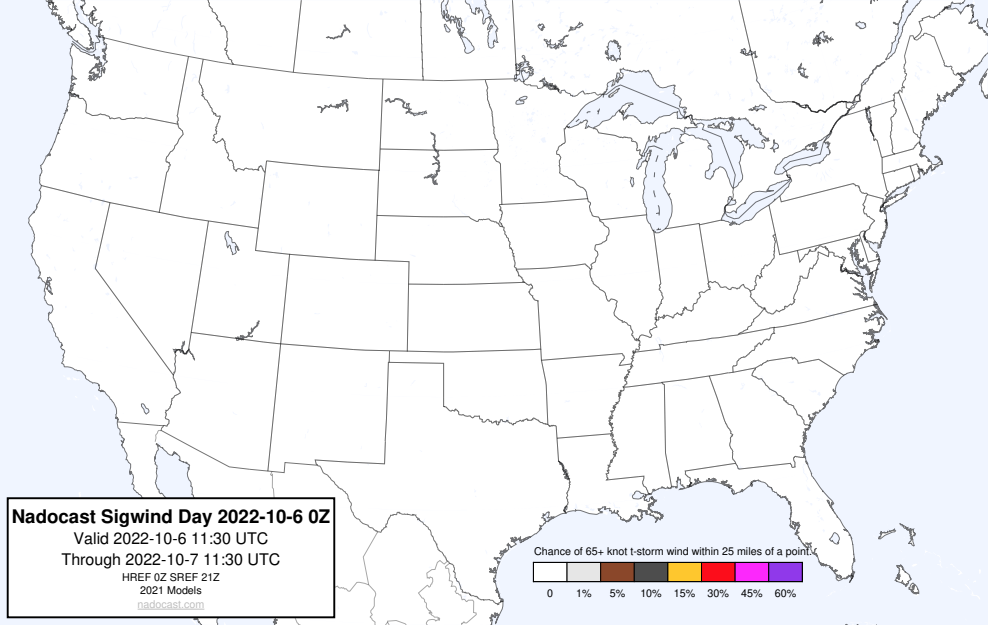 Nadocast Sigwind Day 2022-10-6 0Z
Valid 2022-10-6 11:30 UTC
Through 2022-10-7 11:30 UTC
HREF 0Z SREF 21Z
2021 Models
nadocast.com
Chance of 65+ knot t-storm wind within 25 miles of a point.
0 1% 5% 10% 15% 30% 45% 60%